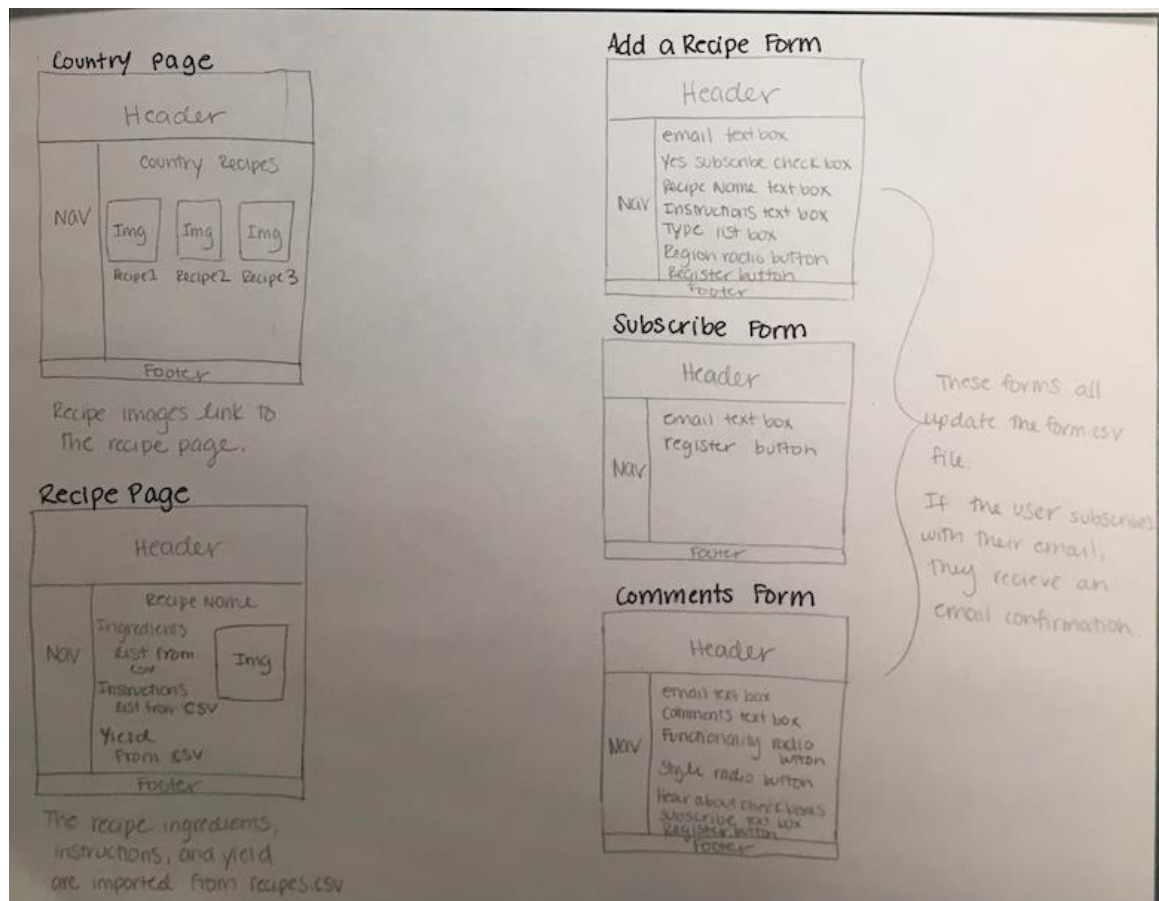 Country Page
Header
Nav
Country Recipes
Img
Img
Img
Recipe1
Recipe2
Recipe3
Footer
Recipe images link to
the recipe page.
Recipe Page
Header
Nav
Recipe Name
Ingredients
List from
csv
Img
Instructions
List from CSV
Yield
From CSV
Footer
The recipe ingredients,
instructions, and yield
are imported from recipes.csv
Add a Recipe Form
Header
Nav
email text box
Yes subscribe check box
Recipe Name text box
Instructions text box
Type list box
Region radio button
Register button
Footer
Subscribe Form
Header
Nav
email text box
register button
Footer
Comments Form
Header
Nav
email text box
Comments text box
Functionality radio
button
Style radio button
Hear about check boxes
subscribe text box
Register button
Footer
These forms all
update the form.csv
file.
If the user subscribes
with their email,
they recieve an
email confirmation.